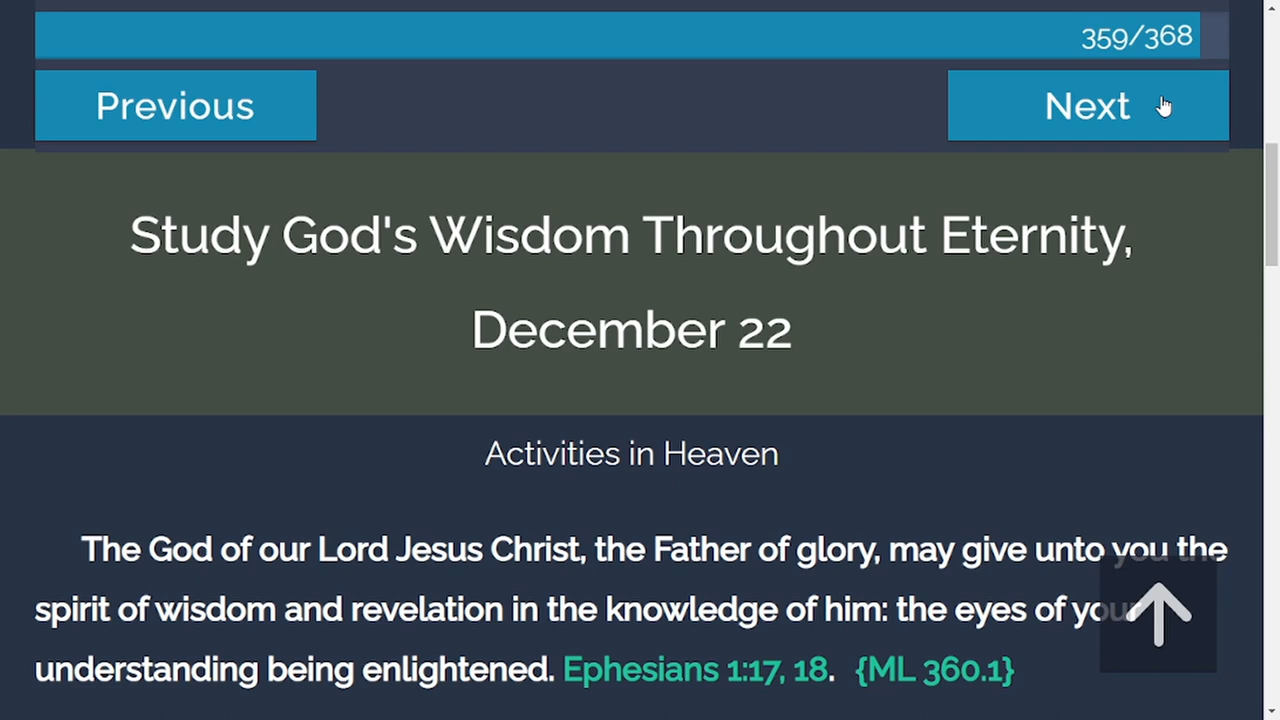 359/368
Previous
Next
Study God's Wisdom Throughout Eternity,
December 22
Activities in Heaven
The God of our Lord Jesus Christ, the Father of glory, may give unto you the
spirit of wisdom and revelation in the knowledge of him: the eyes of your
understanding being enlightened. Ephesians 1:17, 18. {ML 360.1}